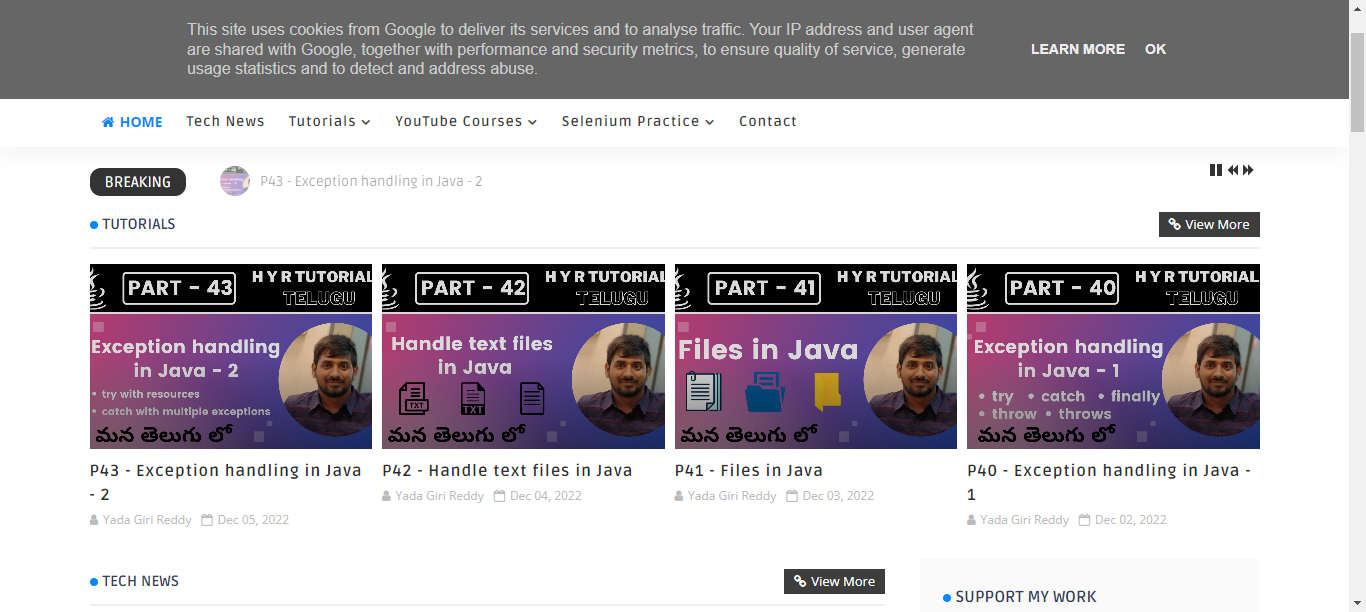 This site uses cookies from Google to deliver its services and to analyse traffic. Your IP address and user agent
are shared with Google, together with performance and security metrics, to ensure quality of service, generate
usage statistics and to detect and address abuse.
LEARN MORE OK
HOME Tech News Tutorials YouTube Courses Selenium Practice Contact
BREAKING P43 - Exception handling in Java - 2
TUTORIALS View More
PART - 43 H Y R TUTORIAL
TELUGU
Exception handling
in Java - 2
• try with resources
• catch with multiple exceptions
మన తెలుగు లో
P43 - Exception handling in Java
- 2
Yada Giri Reddy Dec 05, 2022
PART - 42 H Y R TUTORIAL
TELUGU
Handle text files
in Java
TXT TXT
మన తెలుగు లో
P42 - Handle text files in Java
Yada Giri Reddy Dec 04, 2022
PART - 41 H Y R TUTORIAL
TELUGU
Files in Java
మన తెలుగు లో
P41 - Files in Java
Yada Giri Reddy Dec 03, 2022
PART - 40 H Y R TUTORIAL
TELUGU
Exception handling
in Java - 1
• try • catch • finally
• throw • throws
మన తెలుగు లో
P40 - Exception handling in Java -
1
Yada Giri Reddy Dec 02, 2022
TECH NEWS View More
SUPPORT MY WORK